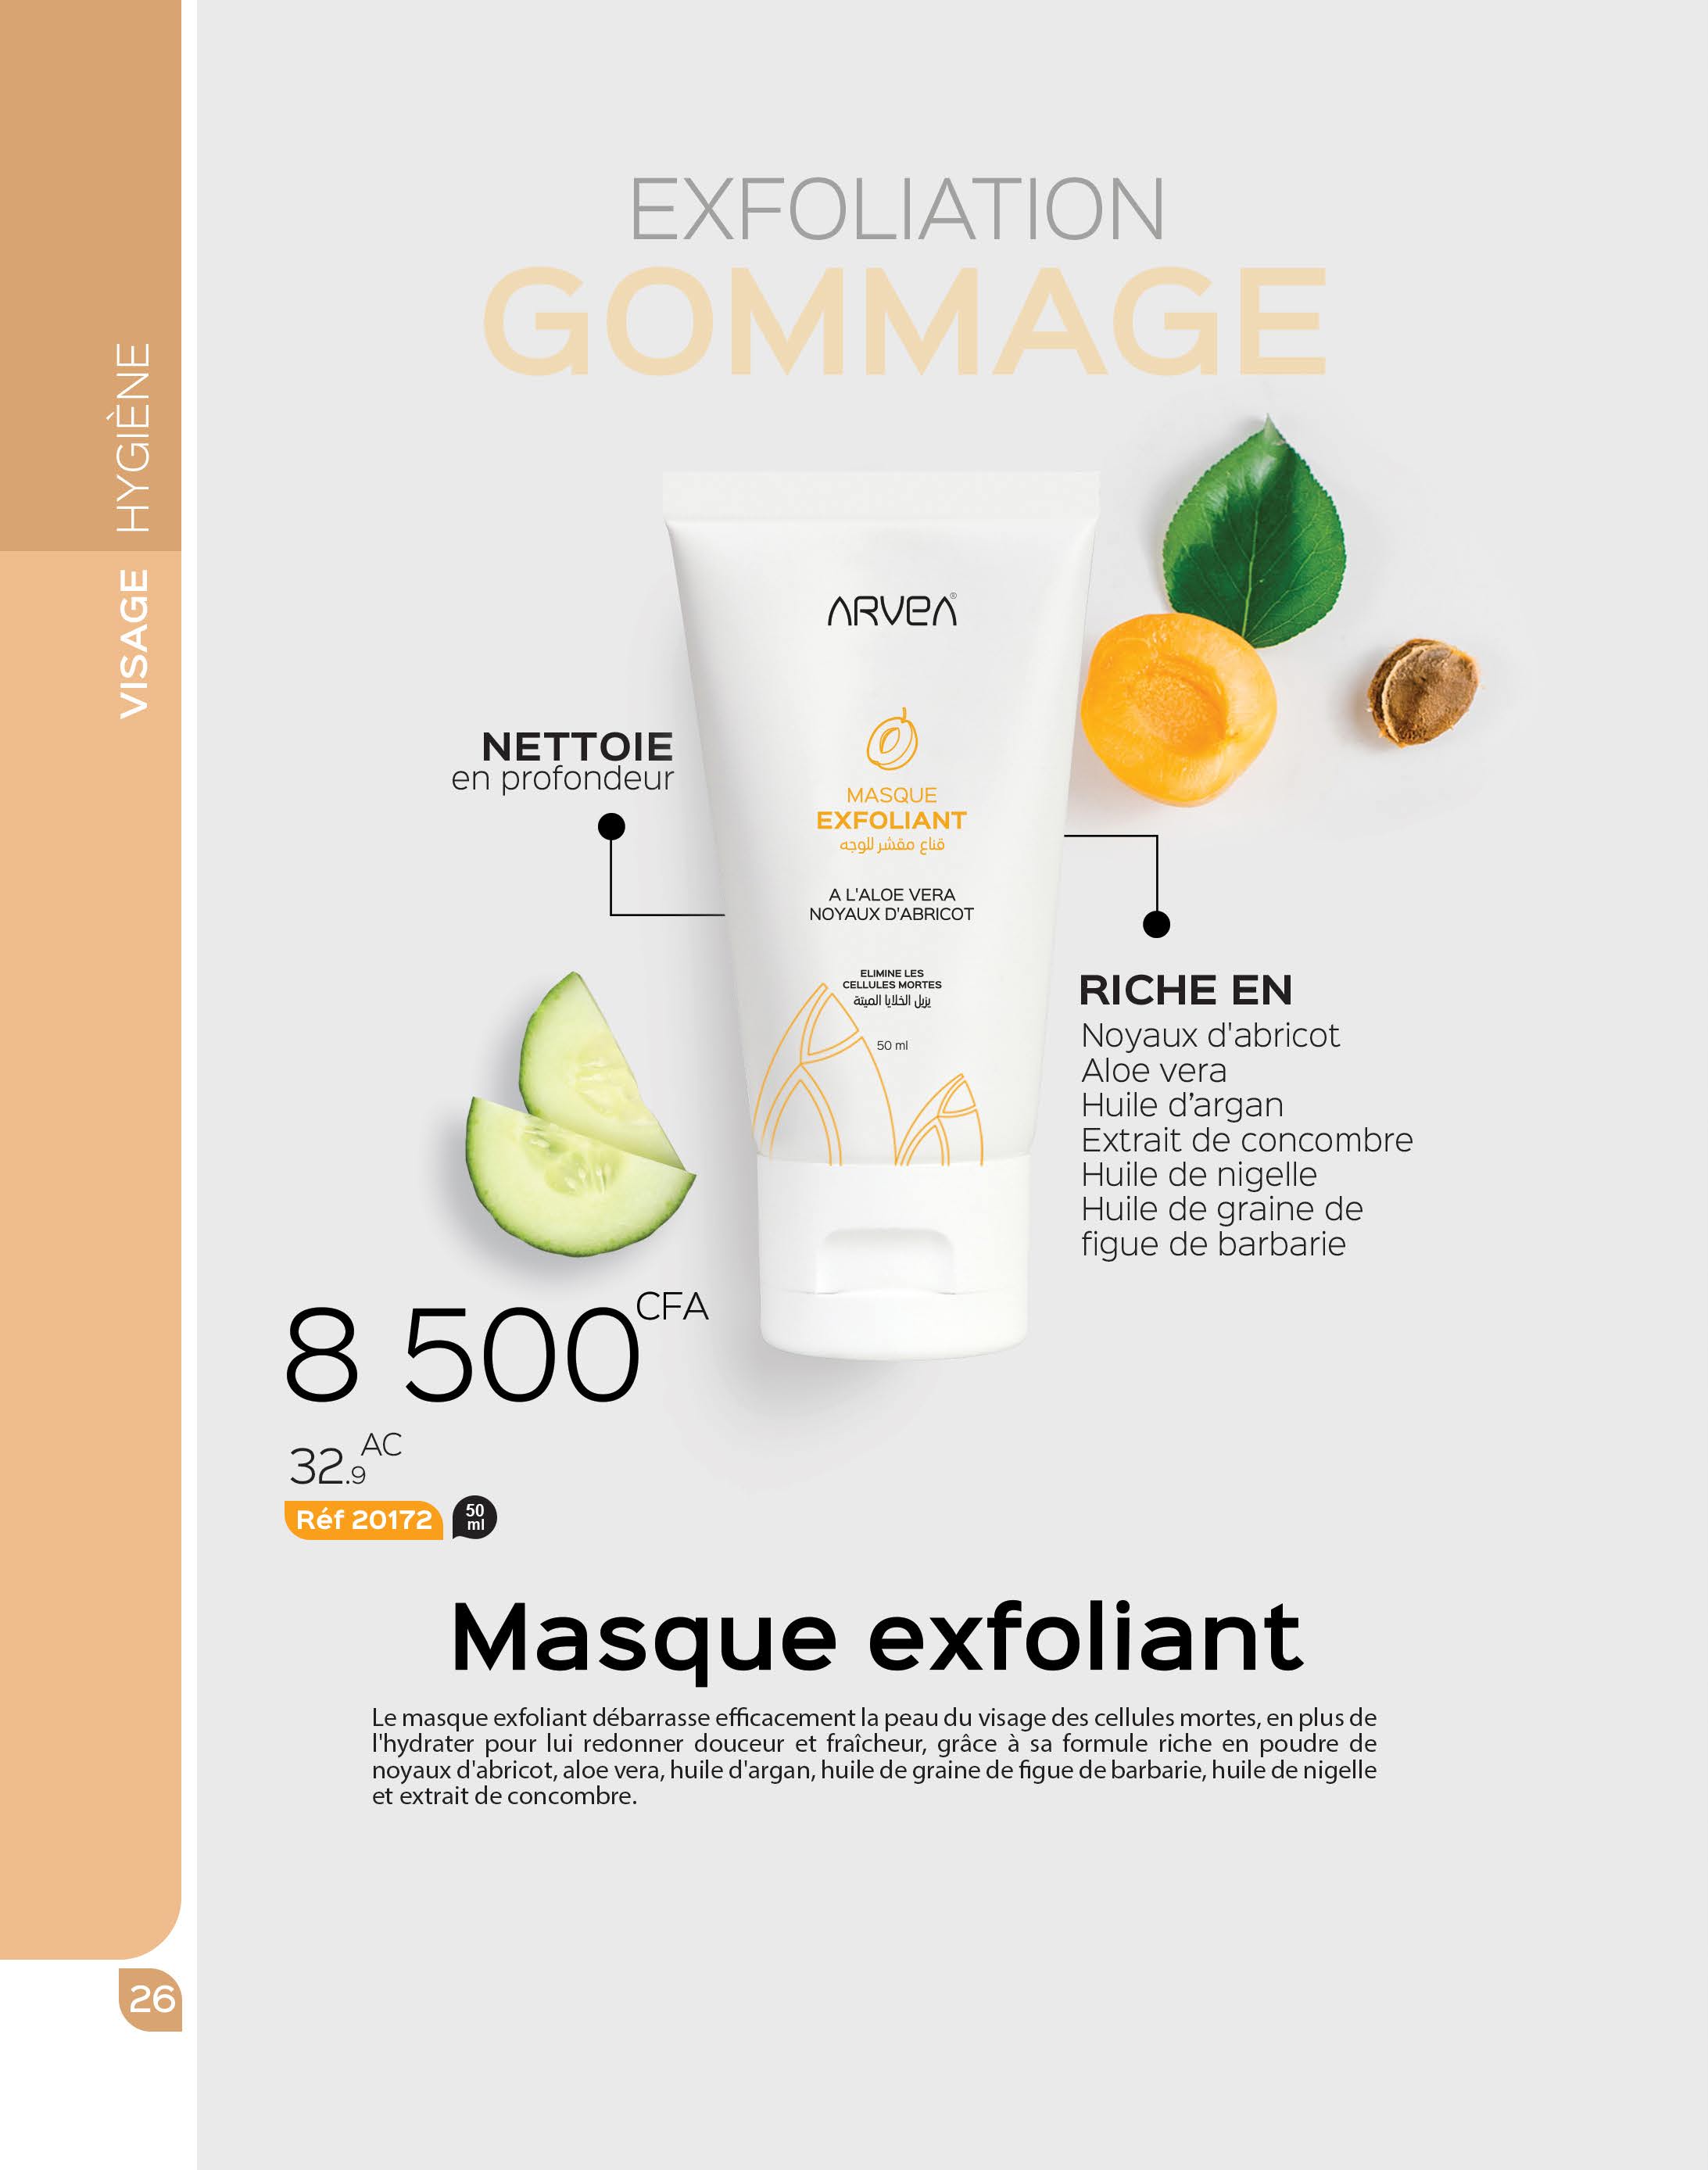 HYGIÈNE
VISAGE
EXFOLIATION
GOMMAGE
ARVEA®
MASQUE
EXFOLIANT
قناع مقشر للوجه
A L'ALOE VERA
NOYAUX D'ABRICOT
ELIMINE LES
CELLULES MORTES
يزيل الخلايا الميتة
50 ml
NETTOIE
en profondeur
RICHE EN
Noyaux d'abricot
Aloe vera
Huile d’argan
Extrait de concombre
Huile de nigelle
Huile de graine de
figue de barbarie
8 500 CFA
32.9 AC
Réf 20172
50
ml
Masque exfoliant
Le masque exfoliant débarrasse efficacement la peau du visage des cellules mortes, en plus de
l'hydrater pour lui redonner douceur et fraîcheur, grâce à sa formule riche en poudre de
noyaux d'abricot, aloe vera, huile d'argan, huile de graine de figue de barbarie, huile de nigelle
et extrait de concombre.
26